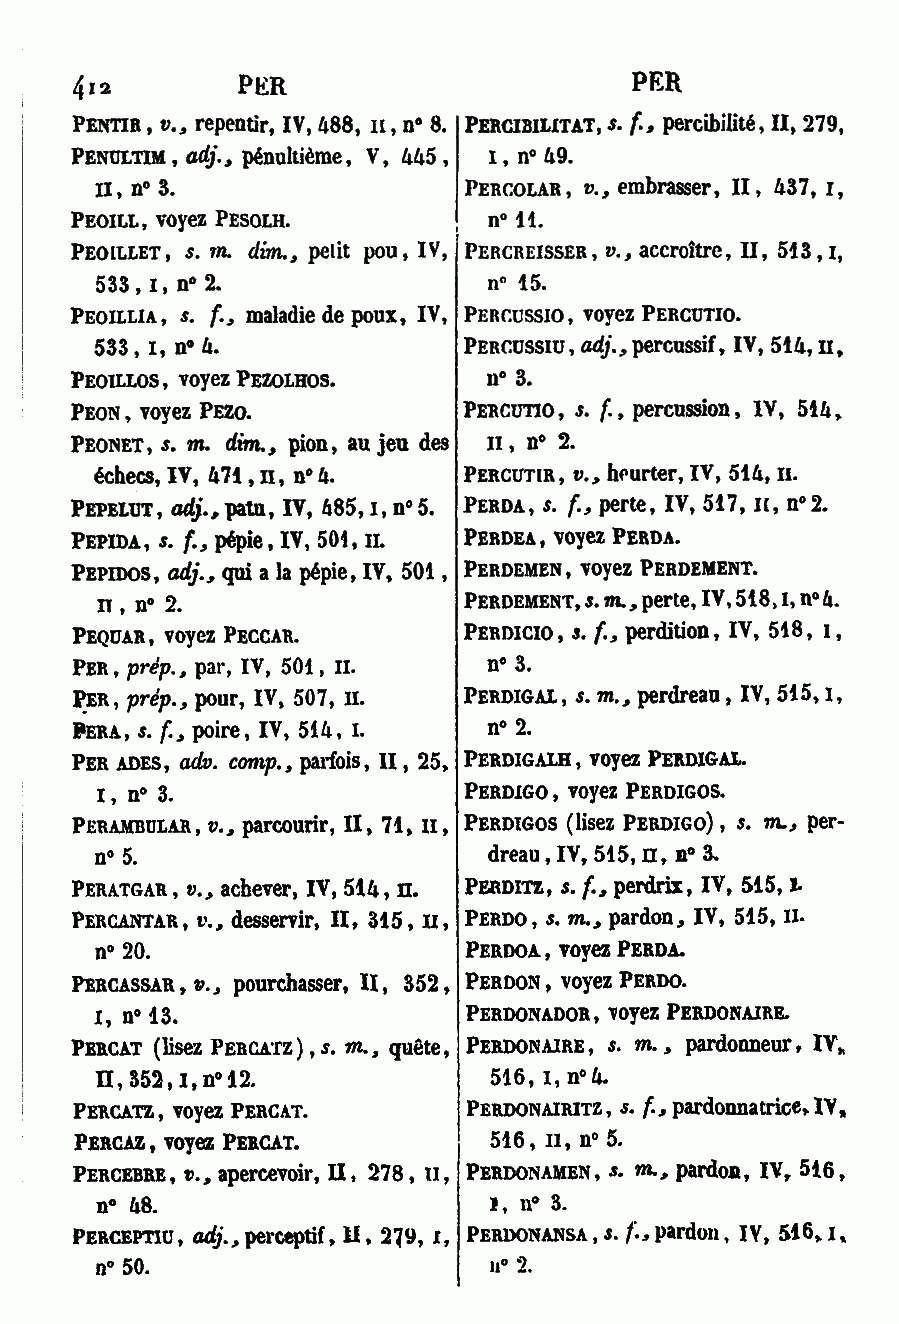 412 PER PER
PENTIR, v., repentir, IV, 488, II, n° 8.
PENULTIM, adj., pénultième, V, 445,
II, n° 3.
PEOILL, voyez PESOLH.
PEOILLET, s. m. dim., petit pou, IV,
533, I, n° 2.
PEOILLIA, s. f., maladie de poux, IV,
533, I, n° 4.
PEOILLOS, voyez PEZOLHOS.
PEON, voyez PEZO.
PEONET, s. m. dim., pion, au jeu des
échecs, IV, 471, II, n° 4.
PEPELUT, adj., patu, IV, 485, I, n° 5.
PEPIDA, s. f., pépie, IV, 501, II.
PEPIDOS, adj., qui a la pépie, IV, 501,
II, n° 2.
PEQUAR, voyez PECCAR.
PER, prép., par, IV, 501, II.
PER, prép., pour, IV, 507, II.
PERA, s. f., poire, IV, 514, I.
PER ADES, adv. comp., parfois, II, 25,
I, n° 3.
PERAMBULAR, v., parcourir, II, 71, II,
n° 5.
PERATGAR, v., achever, IV, 514, II.
PERCANTAR, v., desservir, II, 315, II,
n° 20.
PERCASSAR, v., pourchasser, II, 352,
I, n° 13.
PERCAT (lisez PERCATZ), s. m., quête,
II, 352, I, n° 12.
PERCATZ, voyez PERCAT.
PERCAZ, voyez PERCAT.
PERCEBRE, v., apercevoir, II, 278, II,
n° 48.
PERCEPTIU, adj., perceptif, II, 279, I,
n° 50.
PERCIBILITAT, s. f., percibilité, II, 279,
I, n° 49.
PERCOLAR, v., embrasser, II, 437, I,
n° 11.
PERCREISSER, v., accroître, II, 513, I,
n° 15.
PERCUSSIO, voyez PERCUTIO.
PERCUSSIU, adj., percussif, IV, 514, II,
n° 3.
PERCUTIO, s. f., percussion, IV, 514,
II, n° 2.
PERCUTIR, v., heurter, IV, 514, II.
PERDA, s. f., perte, IV, 517, II, n° 2.
PERDEA, voyez PERDA.
PERDEMEN, voyez PERDEMENT.
PERDEMENT, s. m., perte, IV, 518, I, n° 4.
PERDICIO, s. f., perdition, IV, 518, I,
n° 3.
PERDIGAL, s. m., perdreau, IV, 515, I,
n° 2.
PERDIGALH, voyez PERDIGAL.
PERDIGO, voyez PERDIGOS.
PERDIGOS (lisez PERDIGO), s. m., per-
dreau, IV, 515, II, n° 3.
PERDITZ, s. f., perdrix, IV, 515, I.
PERDO, s. m., pardon, IV, 515, II.
PERDOA, voyez PERDA.
PERDON, voyez PERDO.
PERDONADOR, voyez PERDONAIRE.
PERDONAIRE, s. m., pardonneur, IV,
516, I, n° 4.
PERDONAIRITZ, s. f., pardonnatrice, IV,
516, II, n° 5.
PERDONAMEN, s. m., pardon, IV, 516,
I, n° 3.
PERDONANSA, s. f., pardon, IV, 516, I,
n° 2.